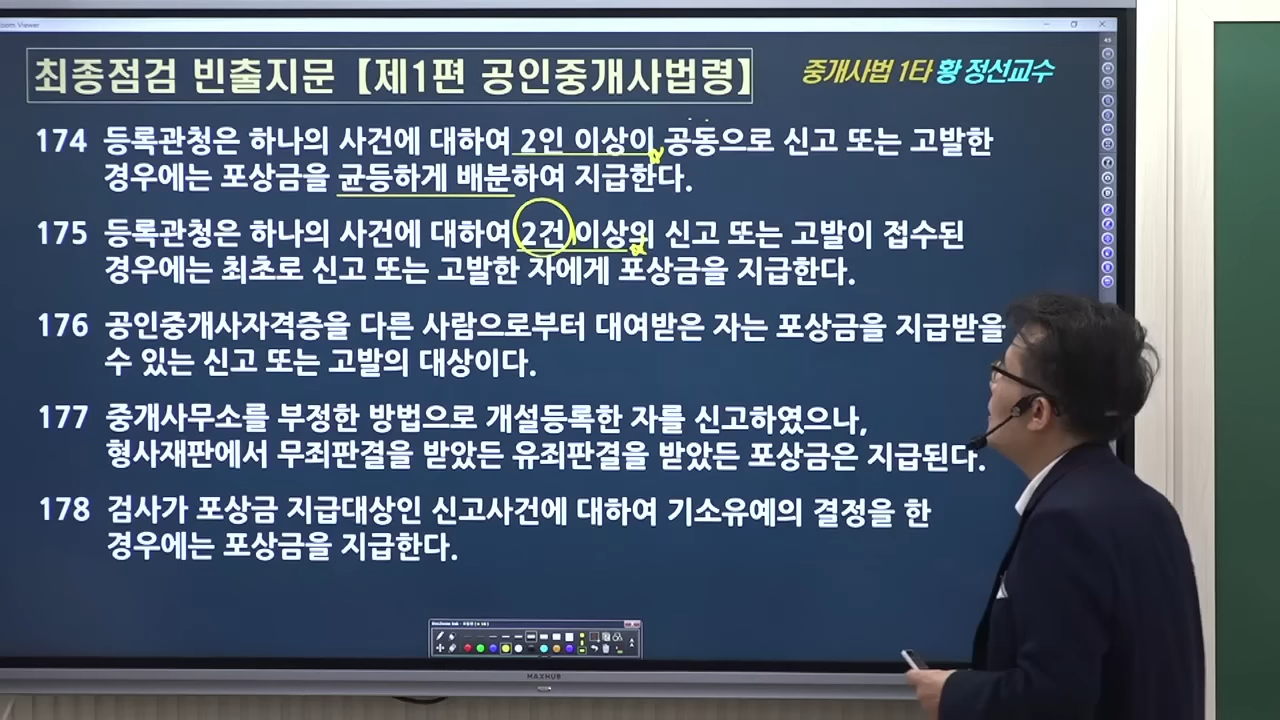 최종점검 빈출지문 【제1편 공인중개사법령】
중개사법 1타 황 정선교수
174 등록관청은 하나의 사건에 대하여 2인 이상이 공동으로 신고 또는 고발한
경우에는 포상금을 균등하게 배분하여 지급한다.
175 등록관청은 하나의 사건에 대하여 2건 이상의 신고 또는 고발이 접수된
경우에는 최초로 신고 또는 고발한 자에게 포상금을 지급한다.
176 공인중개사자격증을 다른 사람으로부터 대여받은 자는 포상금을 지급받을
수 있는 신고 또는 고발의 대상이다.
177 중개사무소를 부정한 방법으로 개설등록한 자를 신고하였으나,
형사재판에서 무죄판결을 받았든 유죄판결을 받았든 포상금은 지급된다.
178 검사가 포상금 지급대상인 신고사건에 대하여 기소유예의 결정을 한
경우에는 포상금을 지급한다.
MAXHUB